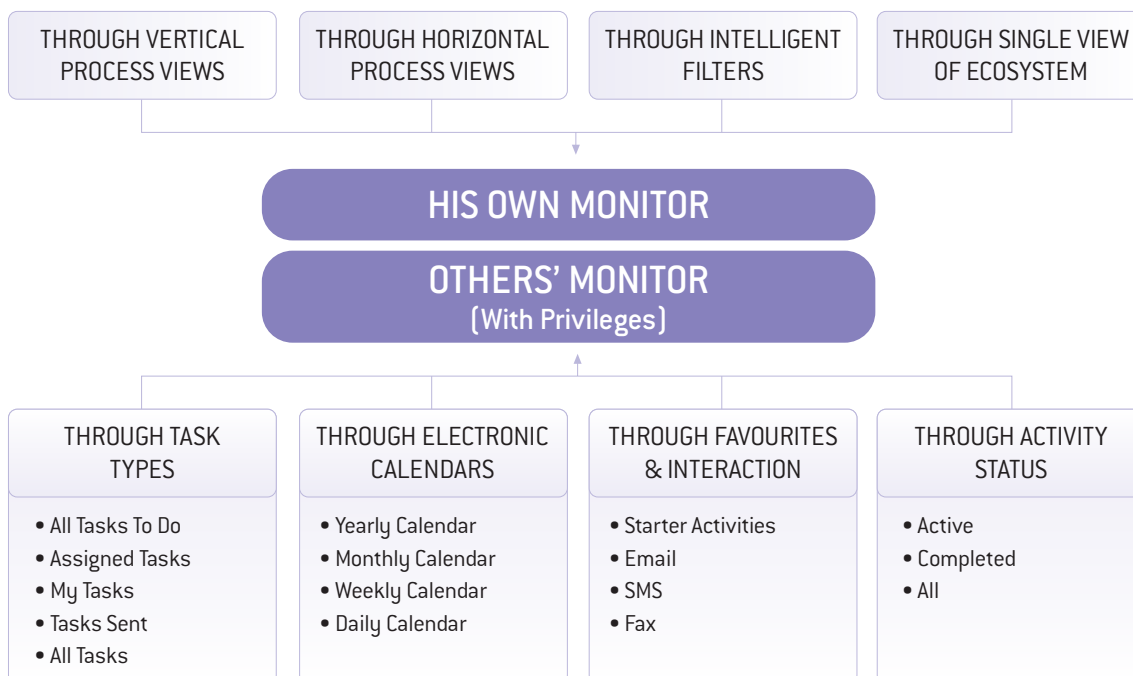 THROUGH VERTICAL
PROCESS VIEWS
THROUGH HORIZONTAL
PROCESS VIEWS
THROUGH INTELLIGENT
FILTERS
THROUGH SINGLE VIEW
OF ECOSYSTEM
HIS OWN MONITOR
OTHERS’ MONITOR
(With Privileges)
THROUGH TASK
TYPES
• All Tasks To Do
• Assigned Tasks
• My Tasks
• Tasks Sent
• All Tasks
THROUGH ELECTRONIC
CALENDARS
• Yearly Calendar
• Monthly Calendar
• Weekly Calendar
• Daily Calendar
THROUGH FAVOURITES
& INTERACTION
• Starter Activities
• Email
• SMS
• Fax
THROUGH ACTIVITY
STATUS
• Active
• Completed
• All